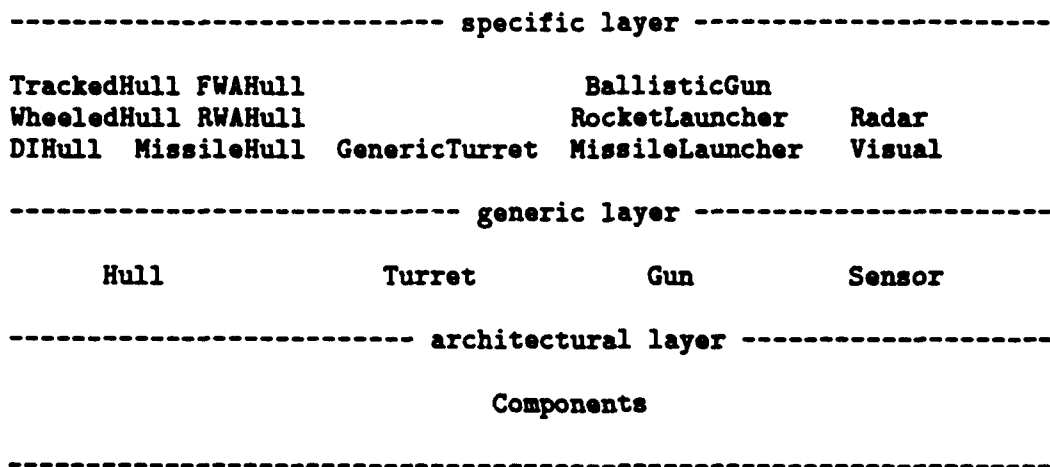 ---------------------------- specific layer -----------------------
TrackedHull FWAHull                  BallisticGun
WheeledHull RWAHull                 RocketLauncher    Radar
DIHull  MissileHull  GenericTurret  MissileLauncher   Visual
----------------------------- generic layer -----------------------
Hull              Turret           Gun          Sensor
-------------------------- architectural layer --------------------
Components
-------------------------------------------------------------------